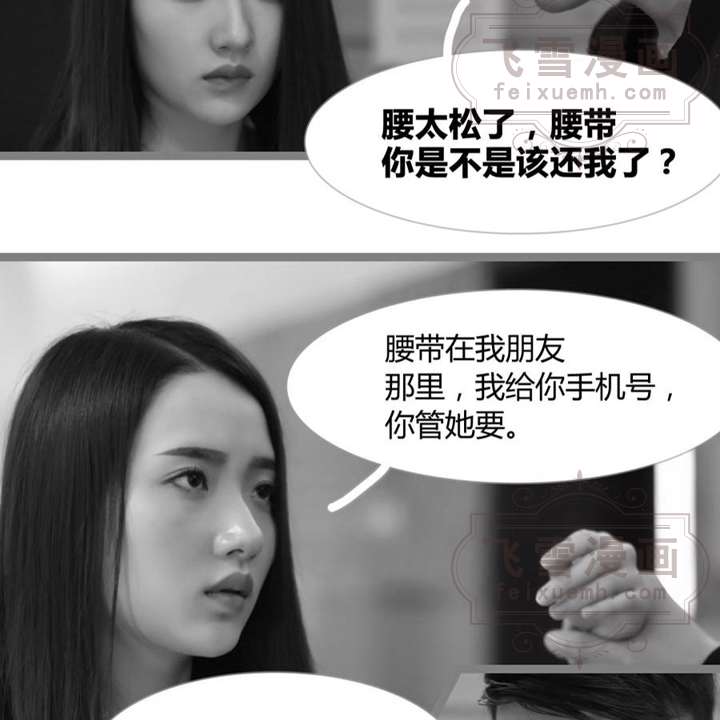 飞雪漫画
feixuemh.com
腰太松了，腰带
你是不是该还我了？
腰带在我朋友
那里，我给你手机号，
你管她要。
飞雪漫画
feixuemh.com